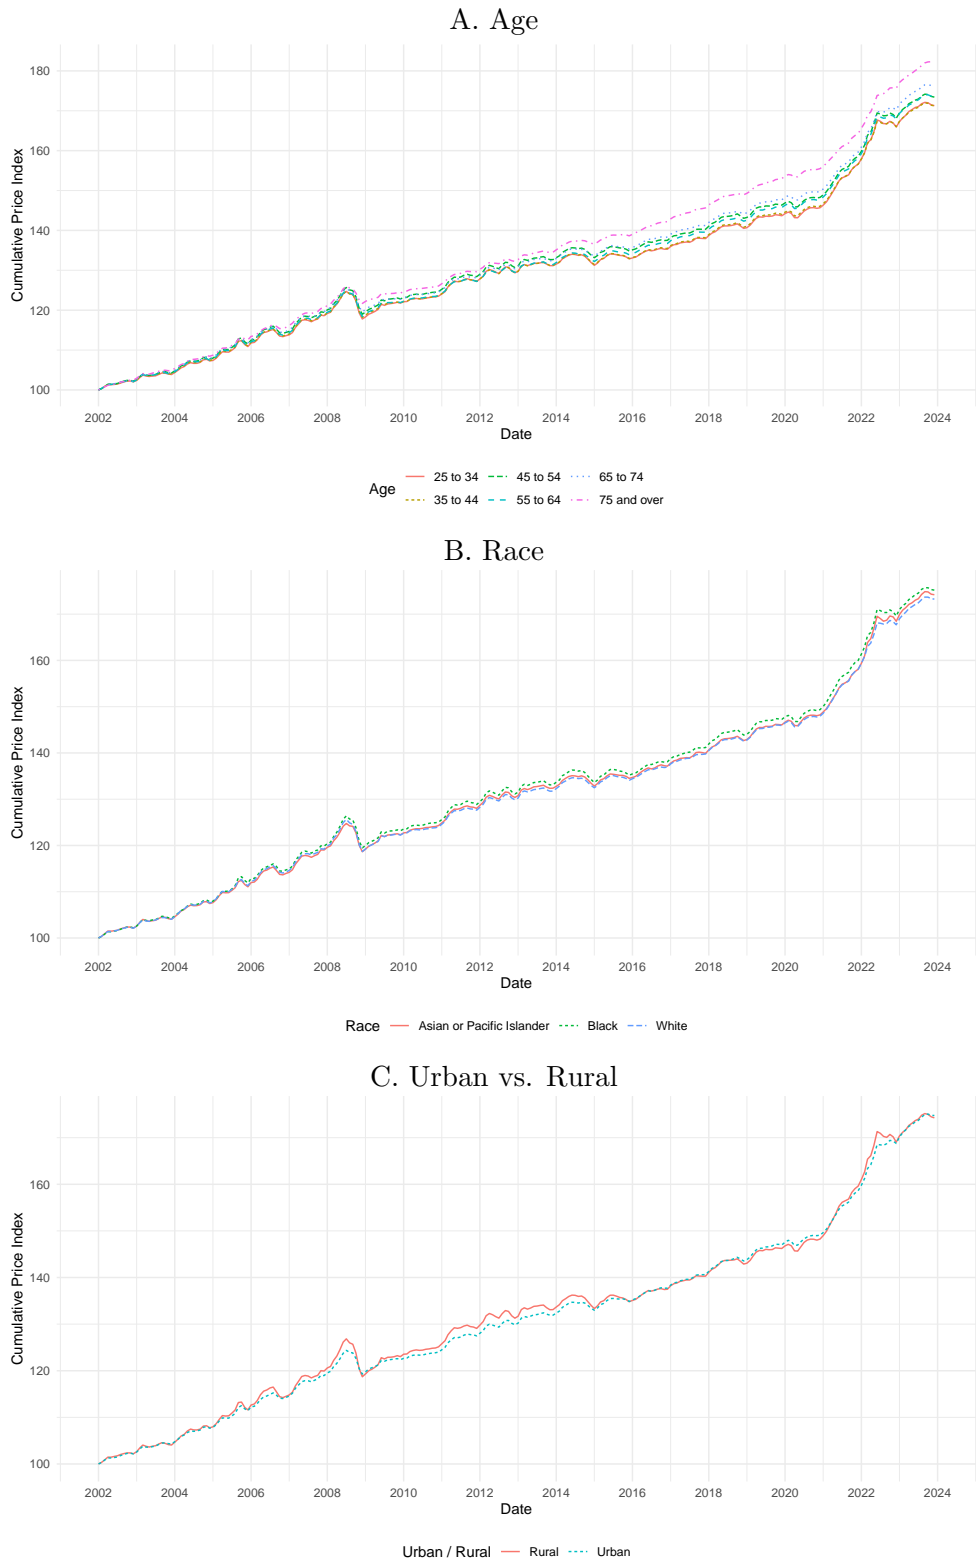 A. Age
Cumulative Price Index
180
160
140
120
100
2002 2004 2006 2008 2010 2012 2014 2016 2018 2020 2022 2024
Date
Age
25 to 34 45 to 54 65 to 74
35 to 44 55 to 64 75 and over
B. Race
Cumulative Price Index
160
140
120
100
2002 2004 2006 2008 2010 2012 2014 2016 2018 2020 2022 2024
Date
Race Asian or Pacific Islander Black White
C. Urban vs. Rural
Cumulative Price Index
160
140
120
100
2002 2004 2006 2008 2010 2012 2014 2016 2018 2020 2022 2024
Date
Urban / Rural Rural Urban